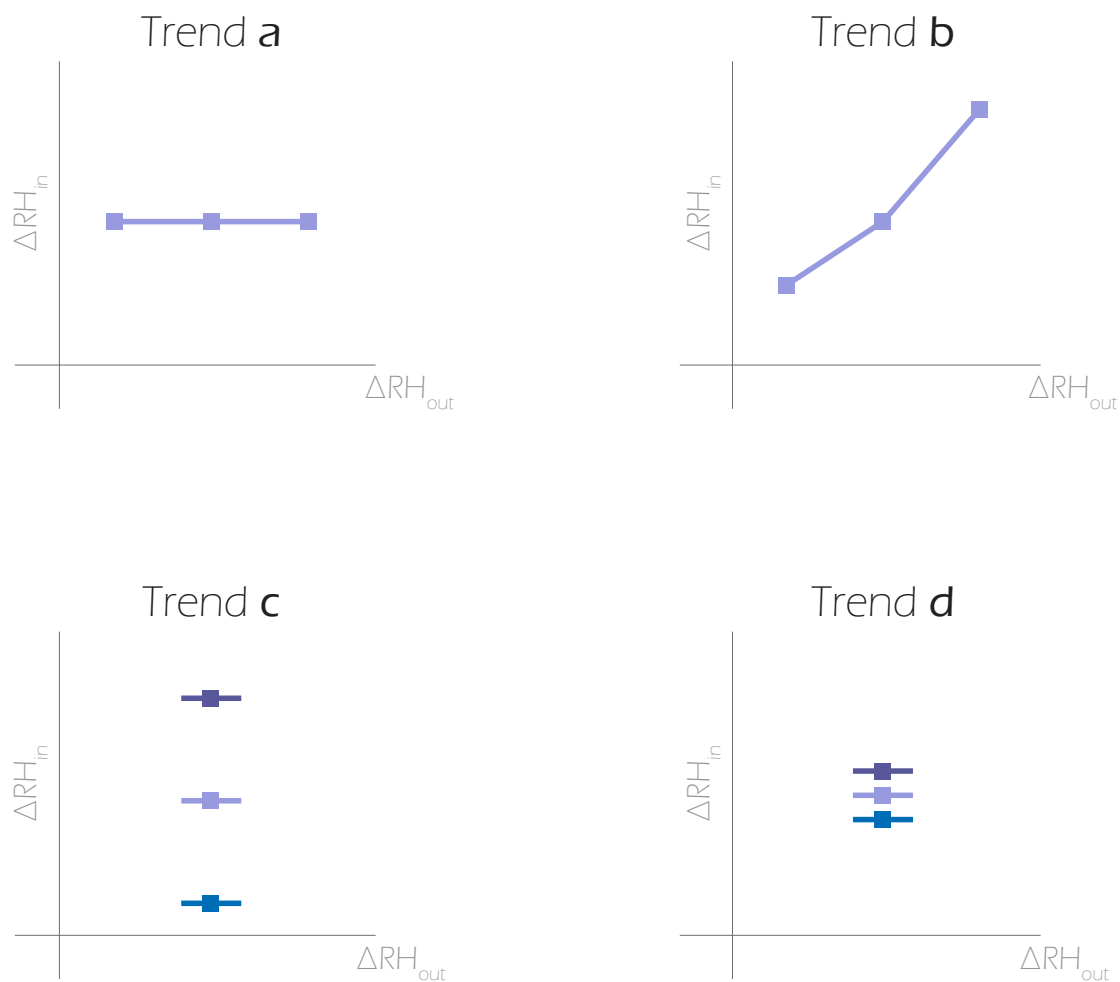 Trend a
Trend b
ΔRHin
ΔRHin
ΔRHout
ΔRHout
Trend c
Trend d
ΔRHin
ΔRHin
ΔRHout
ΔRHout